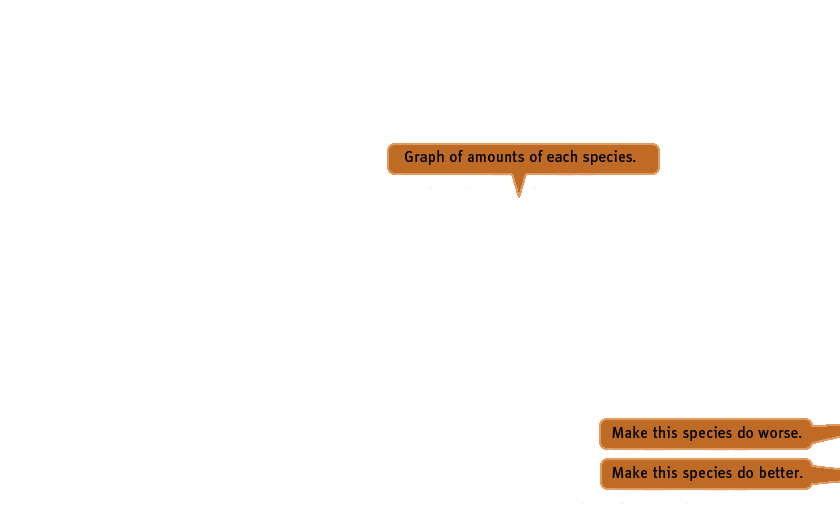 Graph of amounts of each species.
Make this species do worse.
Make this species do better.